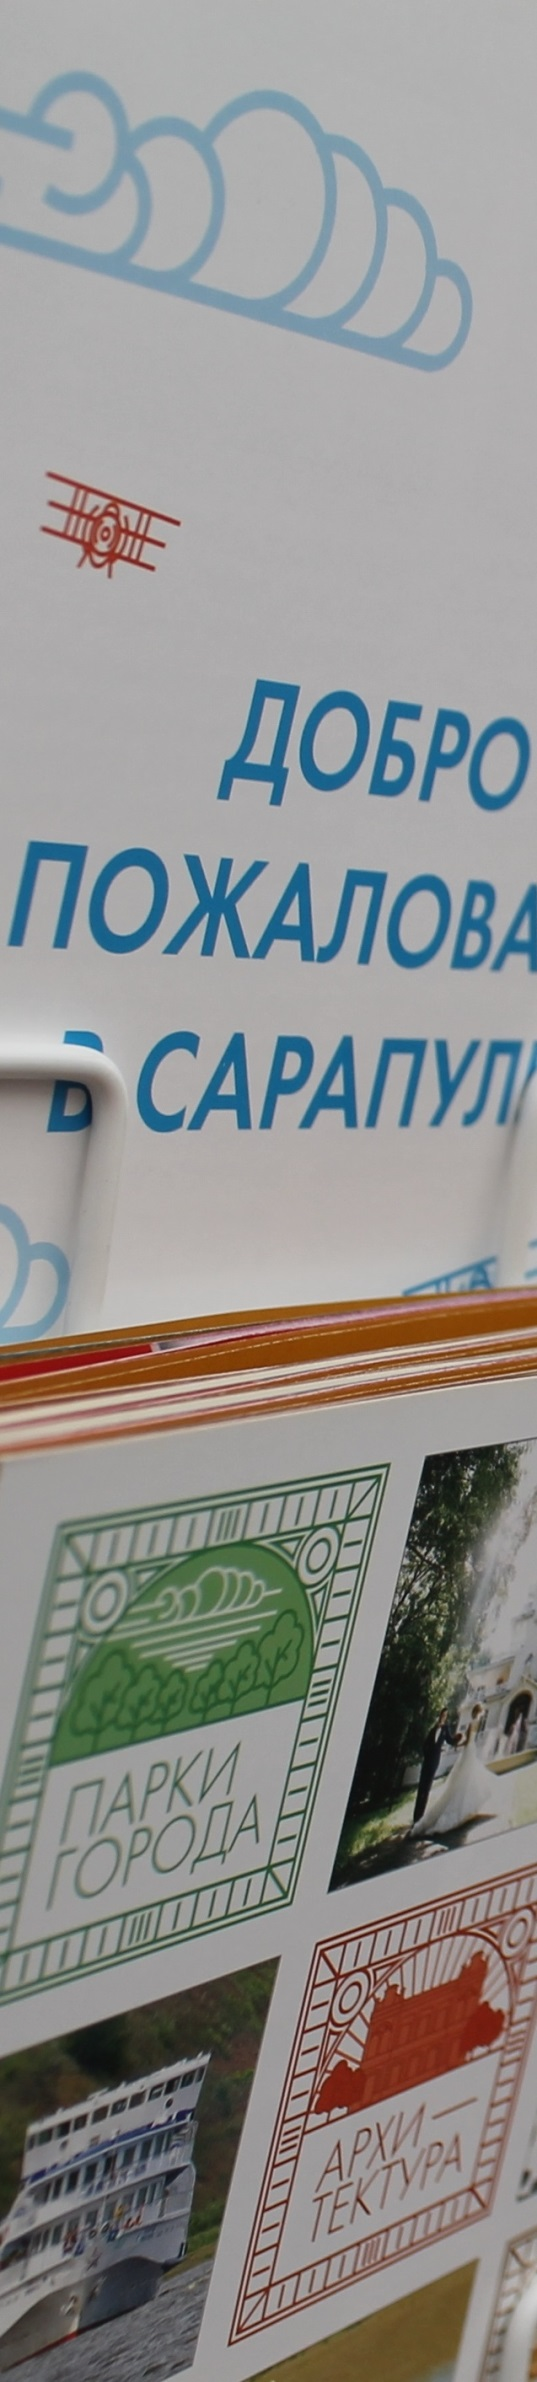 ДОБРО
ПОЖАЛОВА
В САРАПУЛ
ПАРКИ
ГОРОДА
АРХИ-
ТЕКТУРА